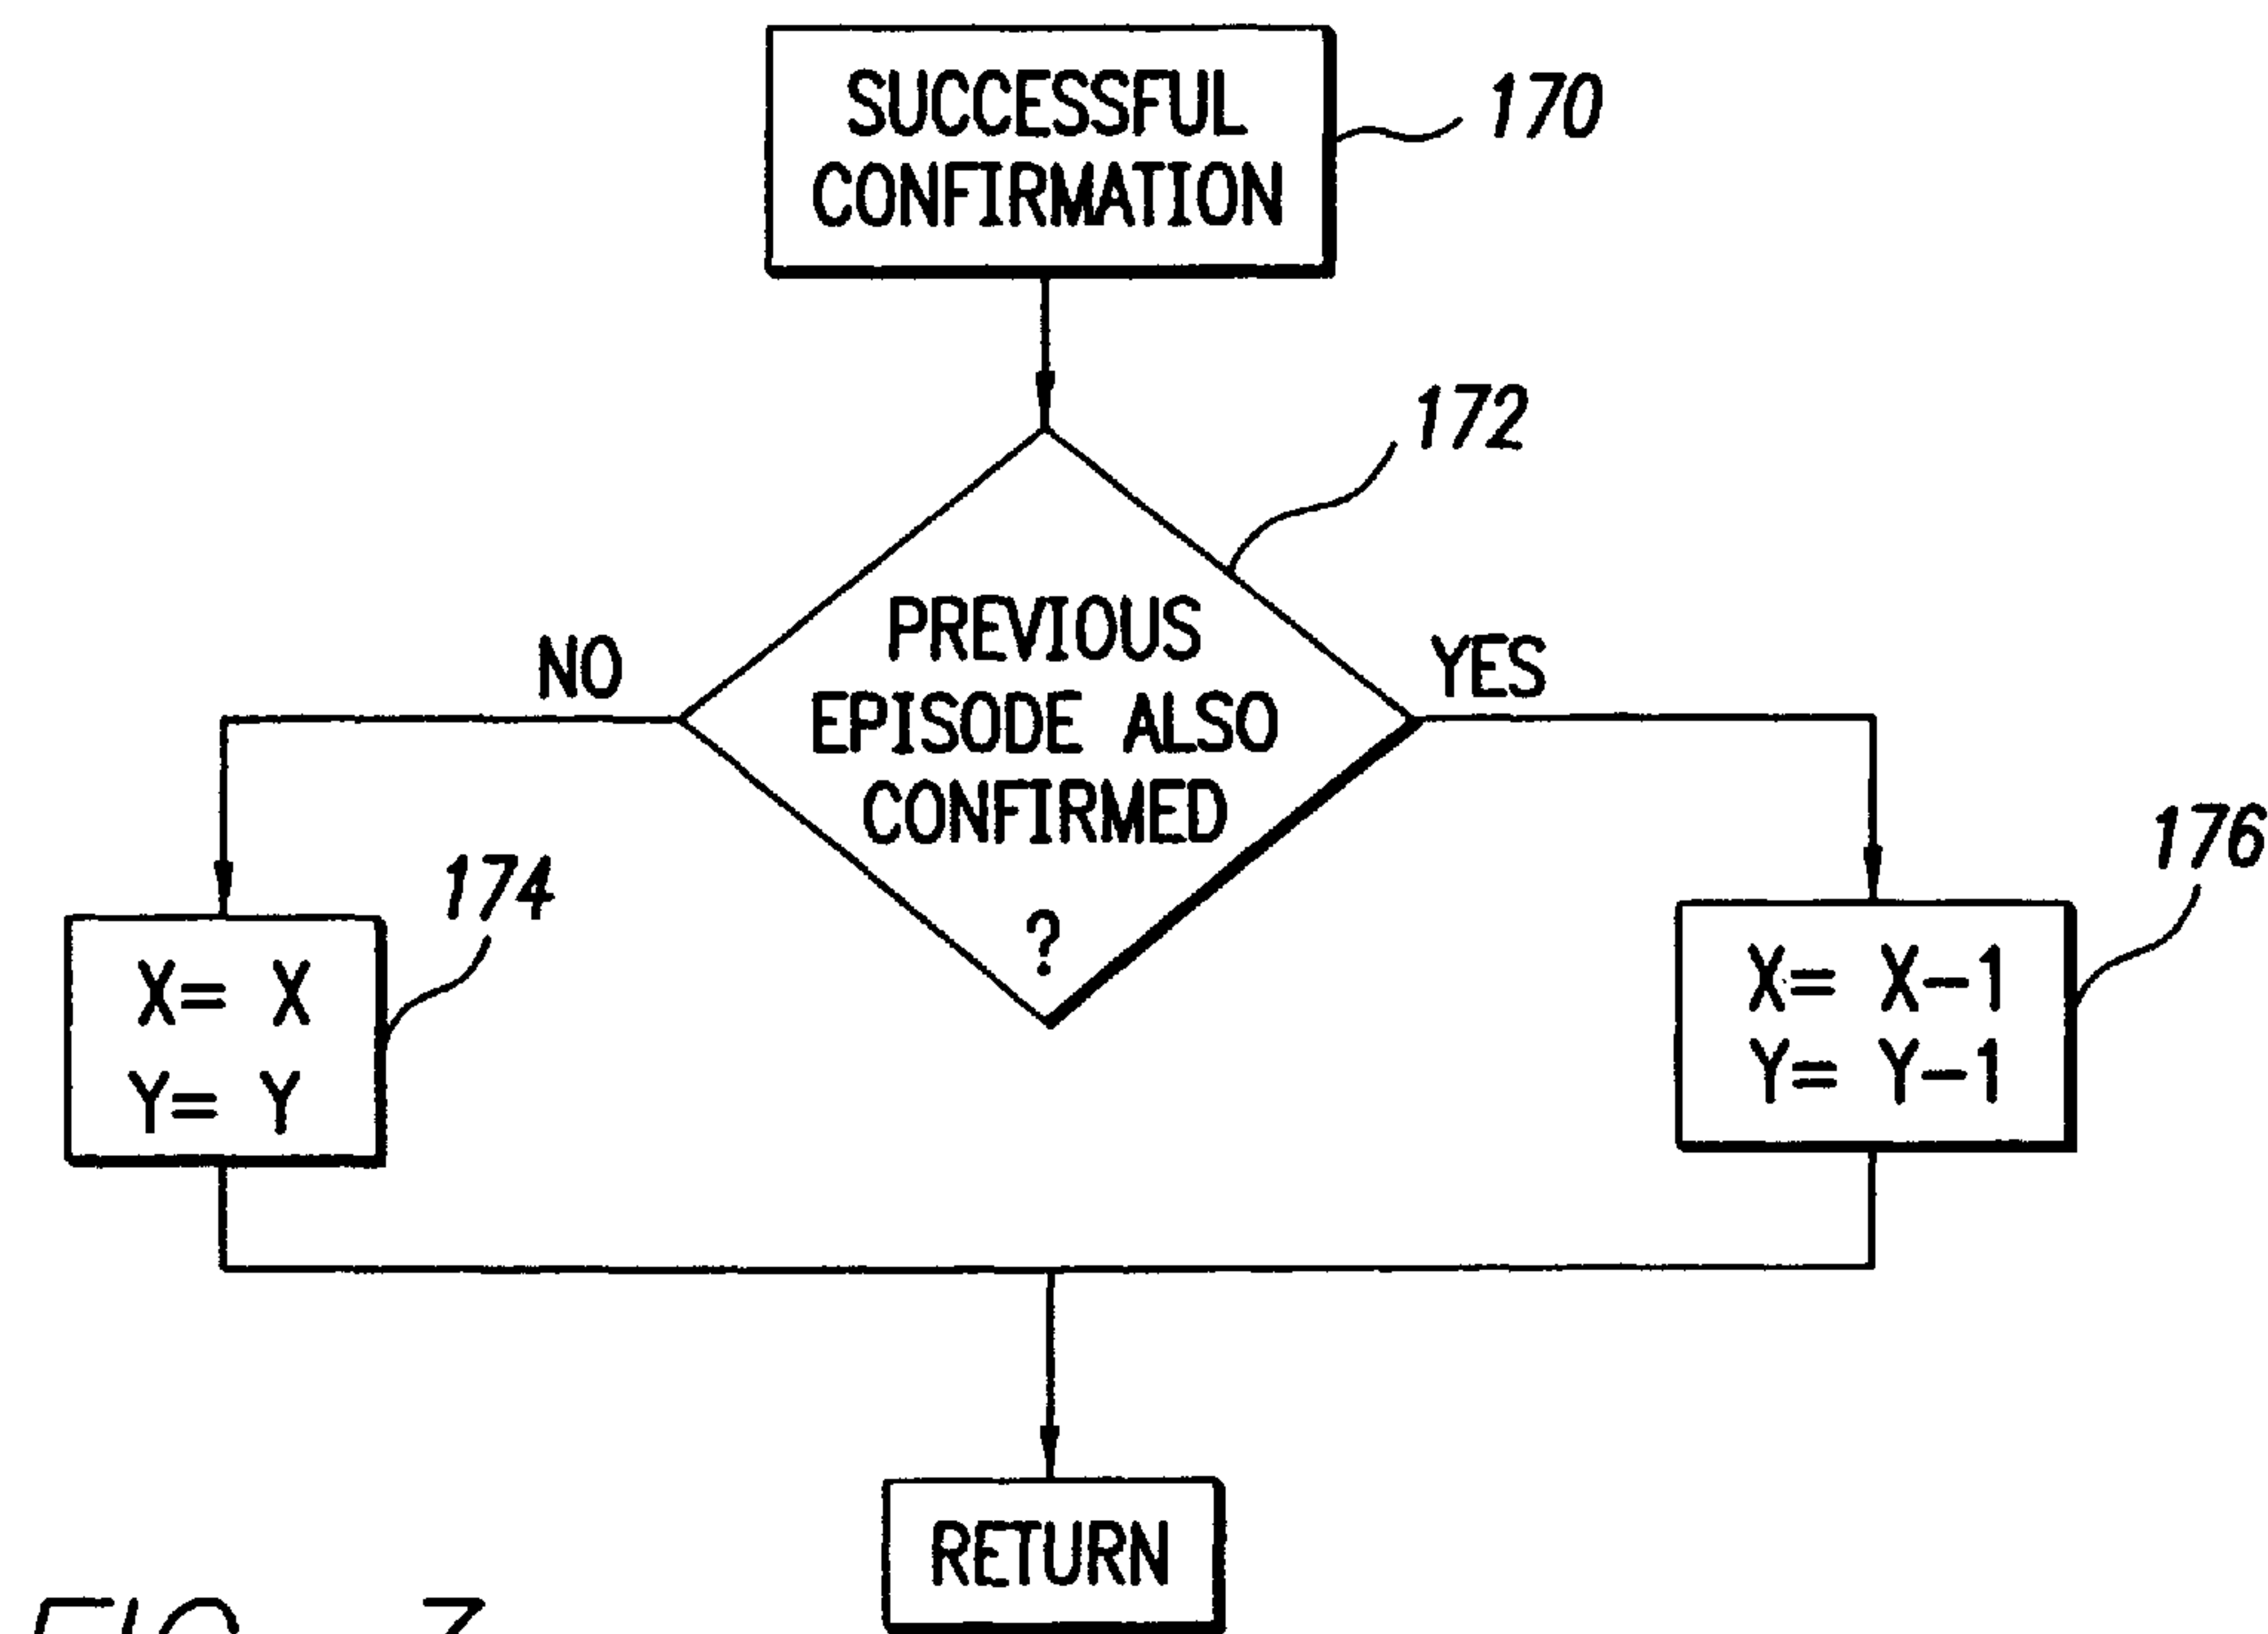 SUCCESSFUL
CONFIRMATION
170
172
PREVIOUS
EPISODE ALSO
CONFIRMED
?
NO
YES
174
X= X
Y= Y
176
X= X-1
Y= Y-1
RETURN